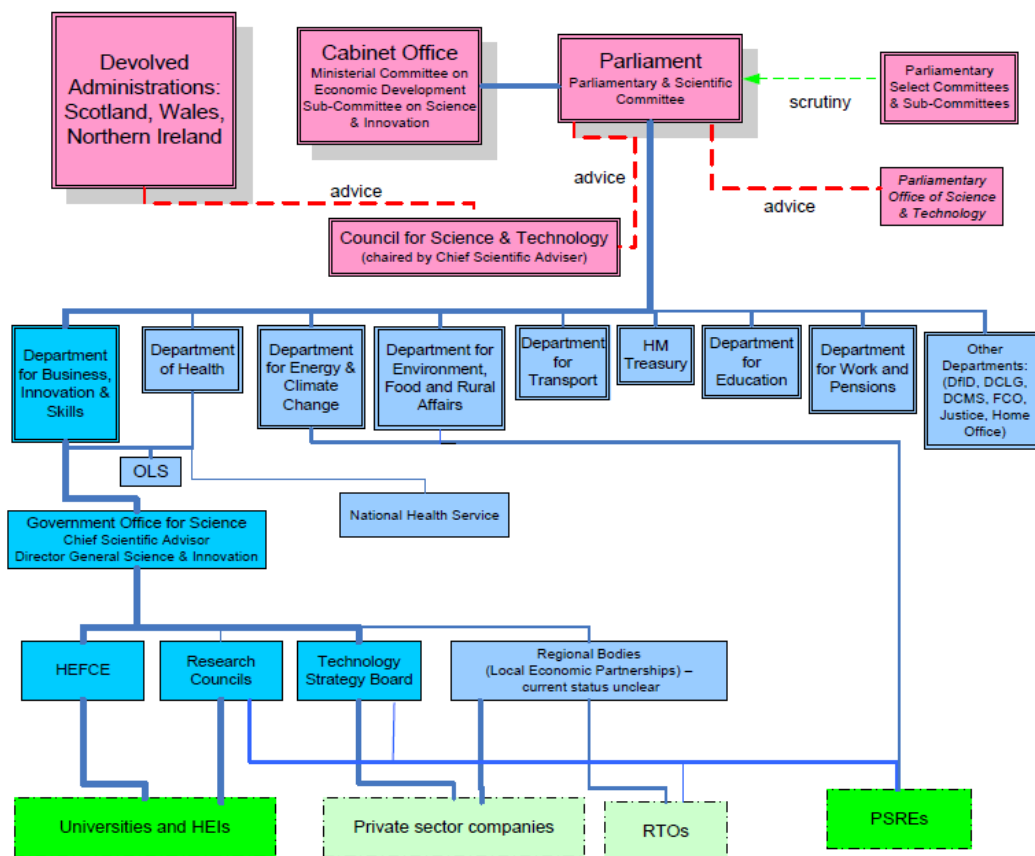 Devolved
Administrations:
Scotland, Wales,
Northern Ireland
Cabinet Office
Ministerial Committee on
Economic Development
Sub-Committee on Science
& Innovation
Parliament
Parliamentary & Scientific
Committee
scrutiny
Parliamentary
Select Committees
& Sub-Committees
advice
advice
advice
Parliamentary
Office of Science
& Technology
Council for Science & Technology
(chaired by Chief Scientific Adviser)
Department
for Business,
Innovation &
Skills
Department
of Health
Department
for Energy &
Climate
Change
Department for
Environment,
Food and Rural
Affairs
Department
for
Transport
HM
Treasury
Department
for
Education
Department
for Work and
Pensions
Other
Departments:
(DfID, DCLG,
DCMS, FCO,
Justice, Home
Office)
OLS
National Health Service
Government Office for Science
Chief Scientific Advisor
Director General Science & Innovation
HEFCE
Research
Councils
Technology
Strategy Board
Regional Bodies
(Local Economic Partnerships) –
current status unclear
Universities and HEIs
Private sector companies
RTOs
PSREs